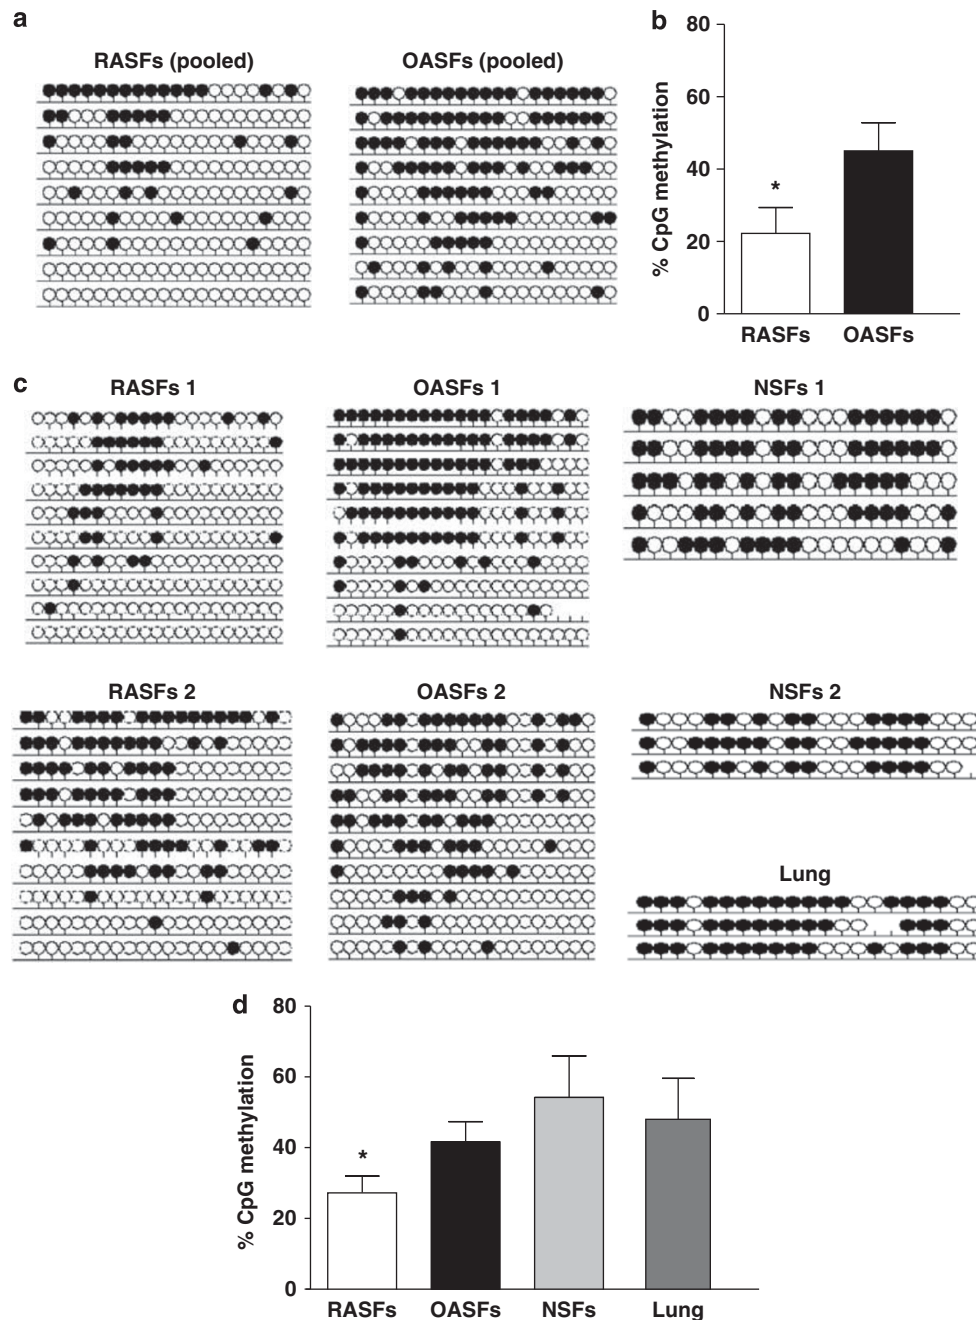 a
RASFs (pooled)
OASFs (pooled)
b
% CpG methylation
80
60
40
20
0
*
RASFs
OASFs
c
RASFs 1
OASFs 1
NSFs 1
RASFs 2
OASFs 2
NSFs 2
Lung
d
% CpG methylation
80
60
40
20
0
*
RASFs
OASFs
NSFs
Lung